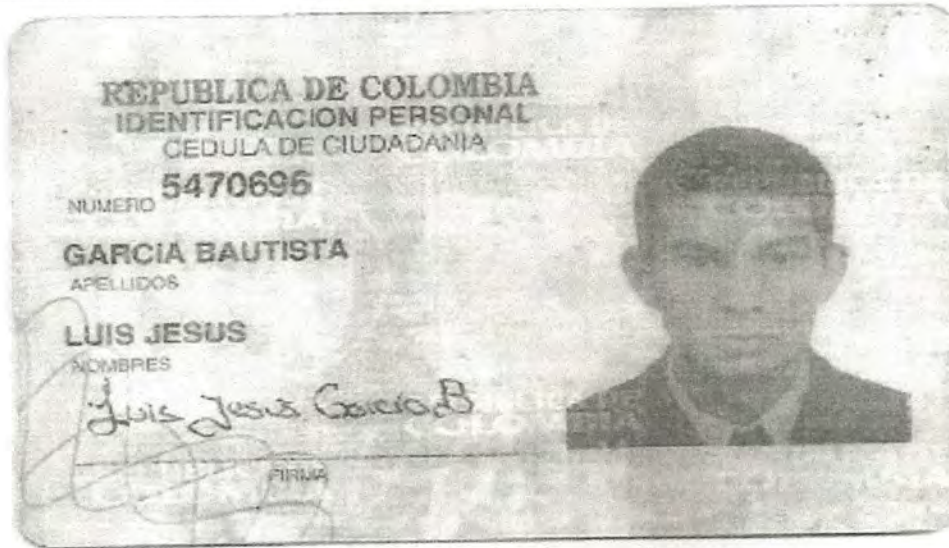 REPUBLICA DE COLOMBIA
IDENTIFICACION PERSONAL
CEDULA DE CIUDADANIA
NUMERO 5470696
GARCIA BAUTISTA
APELLIDOS
LUIS JESUS
NOMBRES
Luis Jesus Garcia B
FIRMA